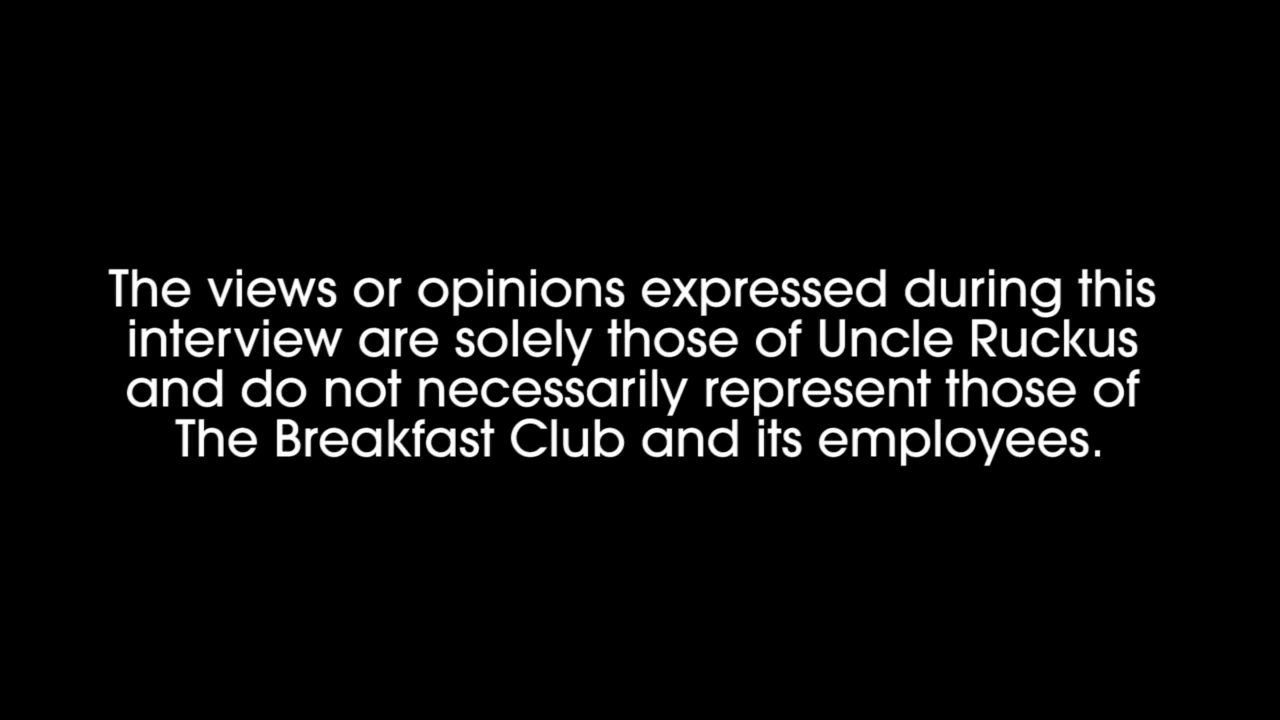 The views or opinions expressed during this
interview are solely those of Uncle Ruckus
and do not necessarily represent those of
The Breakfast Club and its employees.